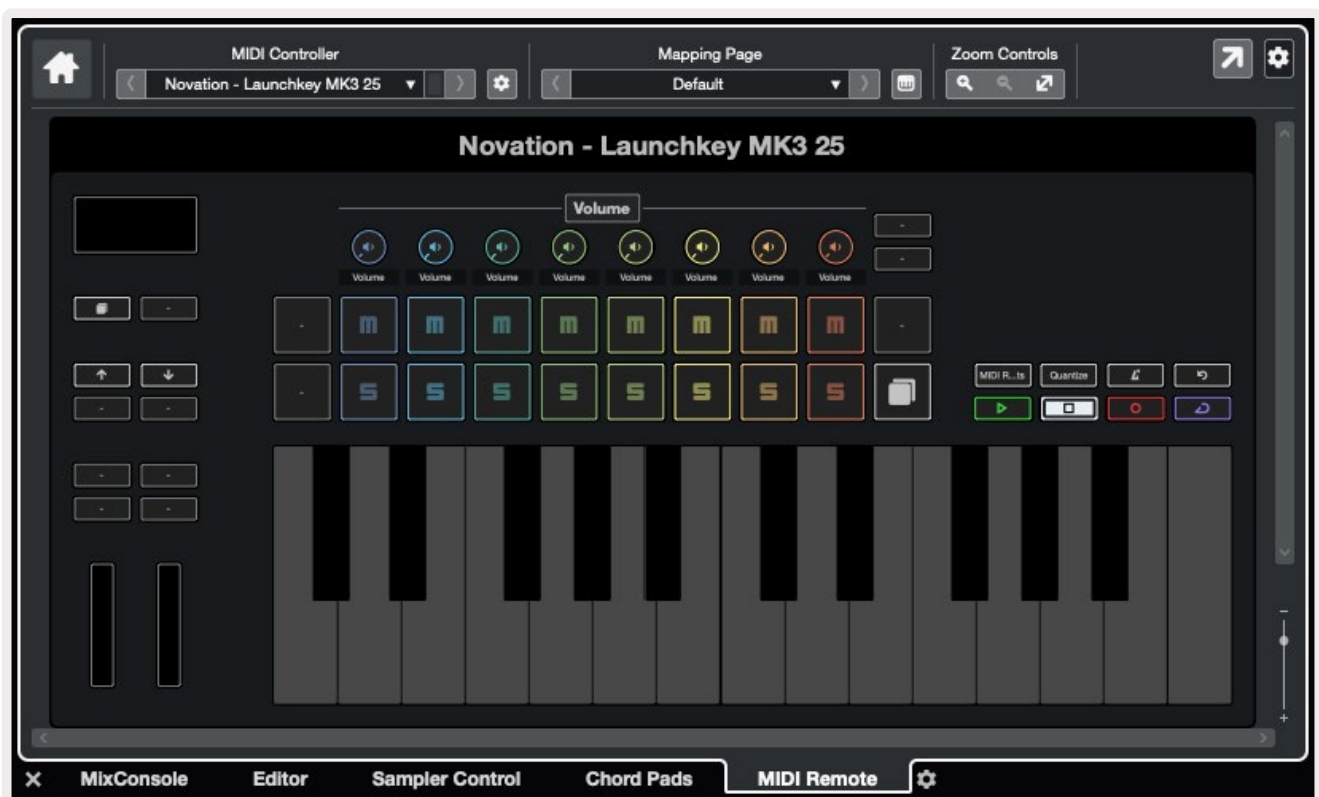 MIDI Controller
Mapping Page
Zoom Controls
Novation - Launchkey MK3 25
Default
Novation - Launchkey MK3 25
Volume
Volume Volume Volume Volume Volume Volume Volume Volume
-
-
-
- m m m m m m m m -
MIDI R...ts Quantize
- S S S S S S S S
- -
- -
- -
-
+
MixConsole Editor Sampler Control Chord Pads MIDI Remote